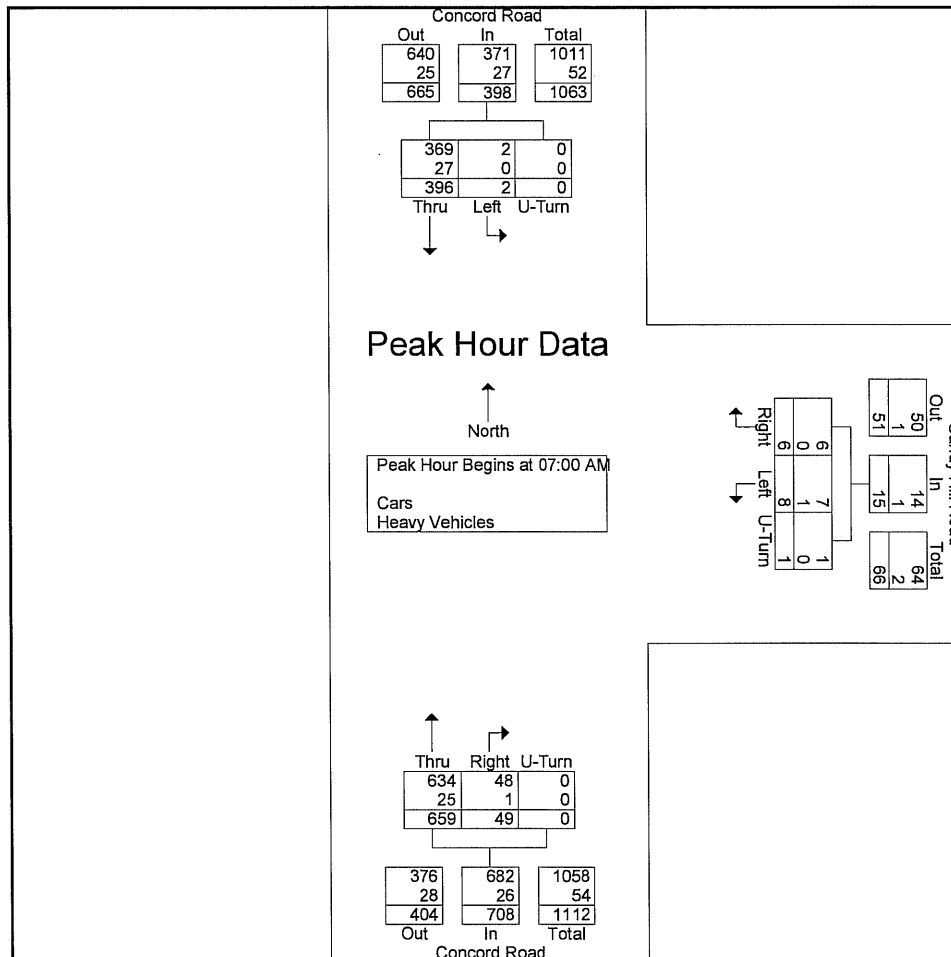 Concord Road
Out In Total
640 371 1011
25 27 52
665 398 1063
369 2 0
27 0 0
396 2 0
Thru Left U-Turn
Peak Hour Data
North
Peak Hour Begins at 07:00 AM
Cars
Heavy Vehicles
Out In Total
50 14 64
1 1 2
51 15 66
6 7 1
0 1 0
6 8 1
Right Left U-Turn
Thru Right U-Turn
634 48 0
25 1 0
659 49 0
376 682 1058
28 26 54
404 708 1112
Out In Total
Concord Road